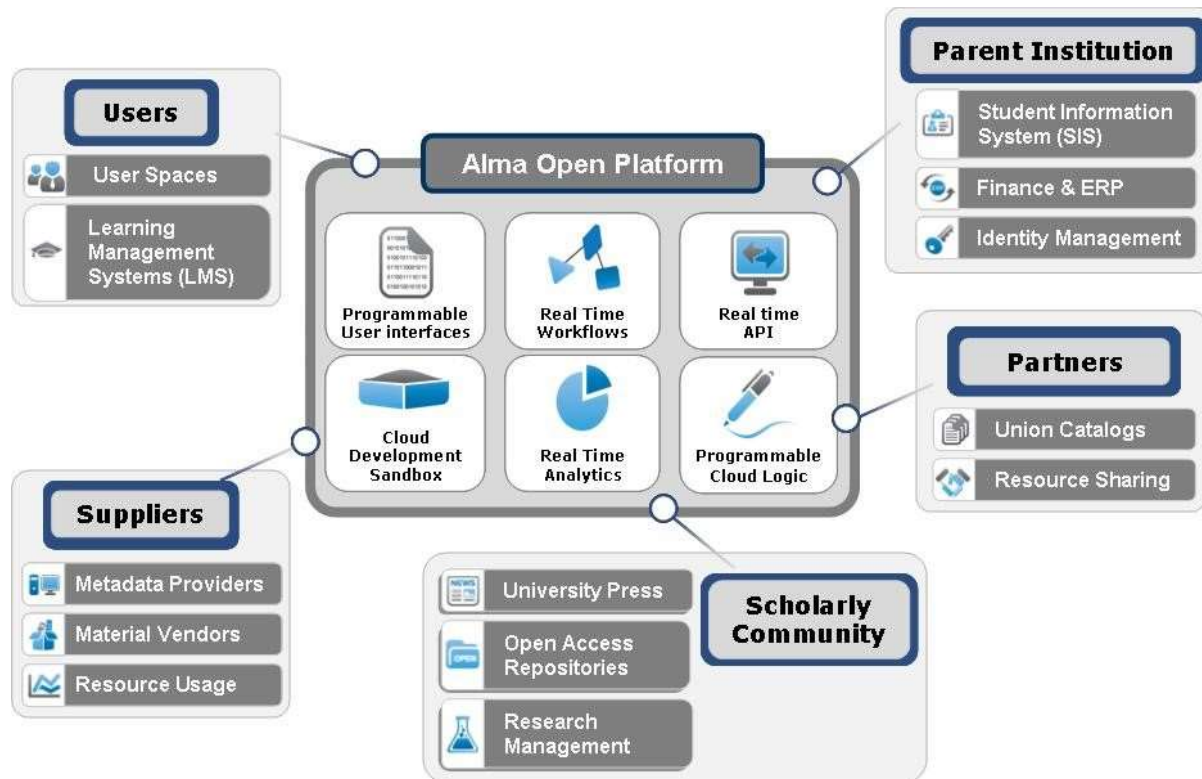 Users
User Spaces
Learning
Management
Systems (LMS)
Alma Open Platform
Programmable
User interfaces
Real Time
Workflows
Real time
API
Cloud
Development
Sandbox
Real Time
Analytics
Programmable
Cloud Logic
Parent Institution
Student Information
System (SIS)
Finance & ERP
Identity Management
Partners
Union Catalogs
Resource Sharing
Suppliers
Metadata Providers
Material Vendors
Resource Usage
Scholarly
Community
NEWS
University Press
OPEN
Open Access
Repositories
Research
Management